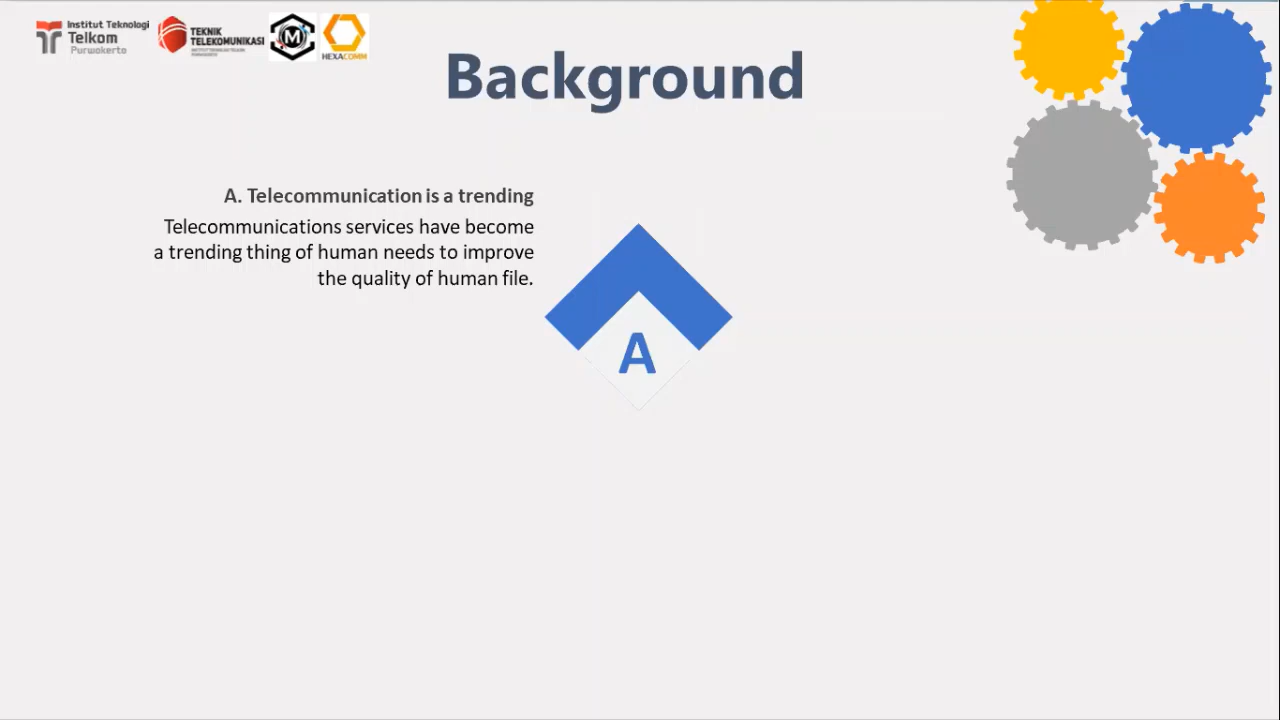 Institut Teknologi
Telkom
Purwokerto
TEKNIK
TELEKOMUNIKASI
M
HEXACOMM
Background
A. Telecommunication is a trending
Telecommunications services have become
a trending thing of human needs to improve
the quality of human file.
A